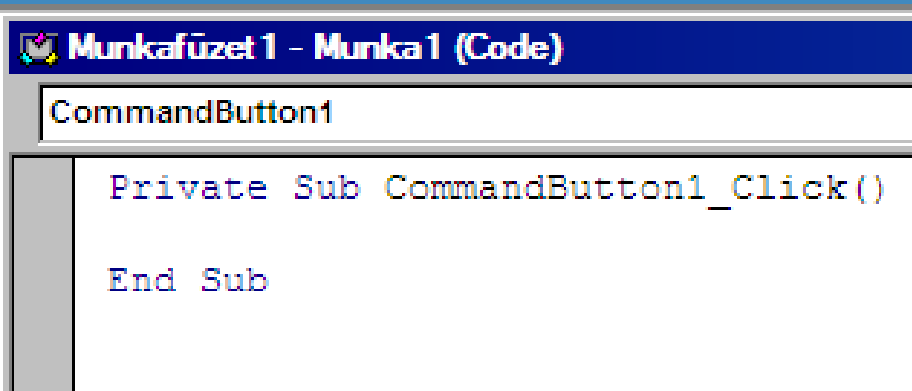 Munkafüzet1 - Munka1 (Code)
CommandButton1
Private Sub CommandButton1_Click()
End Sub